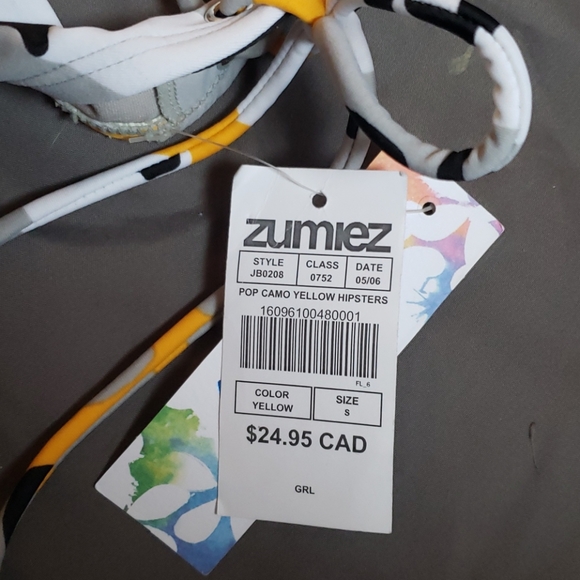 zumiez
STYLE CLASS DATE
JB0208 0752 05/06
POP CAMO YELLOW HIPSTERS
16096100480001
FL_6
COLOR SIZE
YELLOW S
$24.95 CAD
GRL